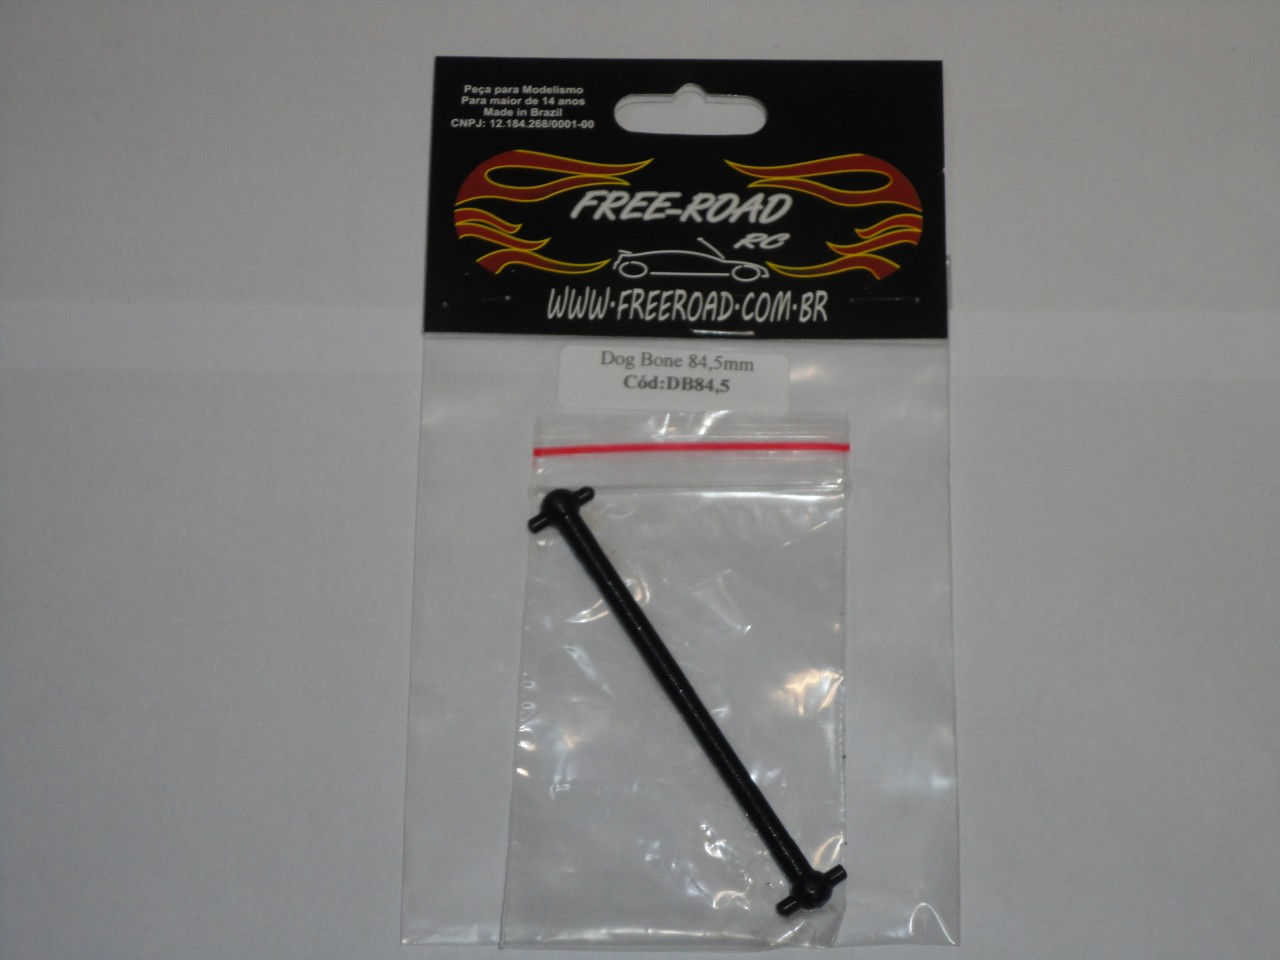 Peça para Modelismo
Para maior de 14 anos
Made in Brazil
CNPJ: 12.184.268/0001-00
FREE-ROAD
RC
WWW.FREEROAD.COM.BR
Dog Bone 84,5mm
Cód:DB84,5